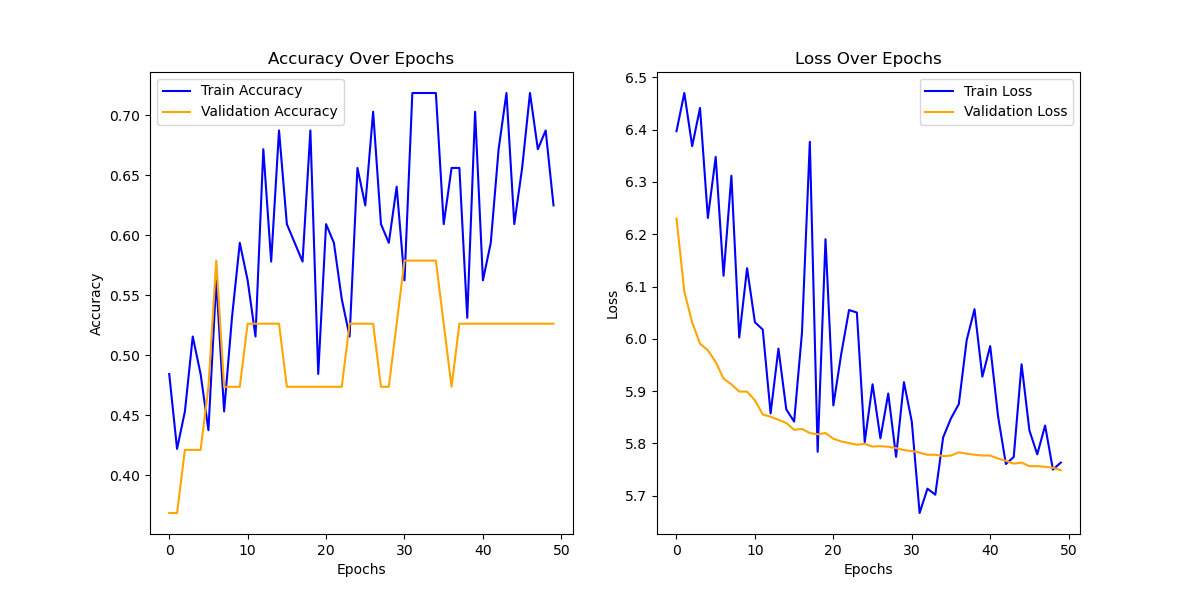 Accuracy Over Epochs
Train Accuracy
Validation Accuracy
Accuracy
0.70
0.65
0.60
0.55
0.50
0.45
0.40
0
10
20
30
40
50
Epochs
Loss Over Epochs
Train Loss
Validation Loss
Loss
6.5
6.4
6.3
6.2
6.1
6.0
5.9
5.8
5.7
0
10
20
30
40
50
Epochs